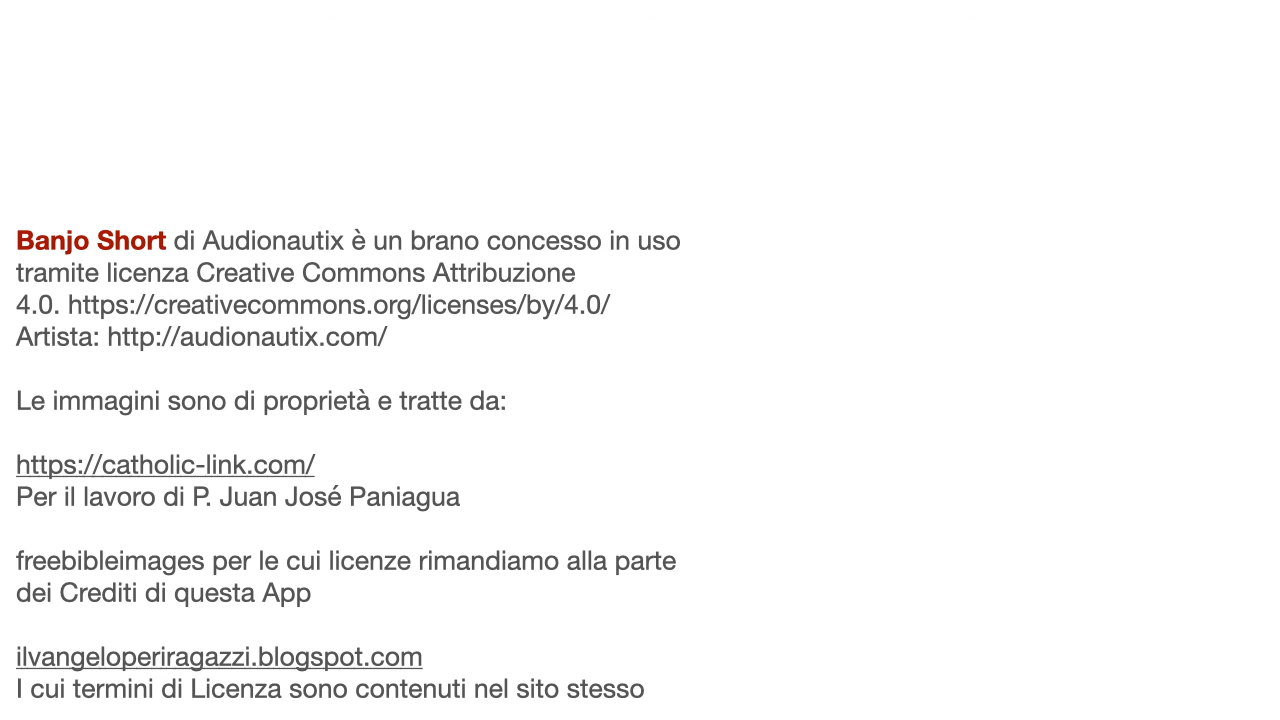 Banjo Short di Audionautix è un brano concesso in uso
tramite licenza Creative Commons Attribuzione
4.0. https://creativecommons.org/licenses/by/4.0/
Artista: http://audionautix.com/
Le immagini sono di proprietà e tratte da:
https://catholic-link.com/
Per il lavoro di P. Juan José Paniagua
freebibleimages per le cui licenze rimandiamo alla parte
dei Crediti di questa App
ilvangeloperiragazzi.blogspot.com
I cui termini di Licenza sono contenuti nel sito stesso